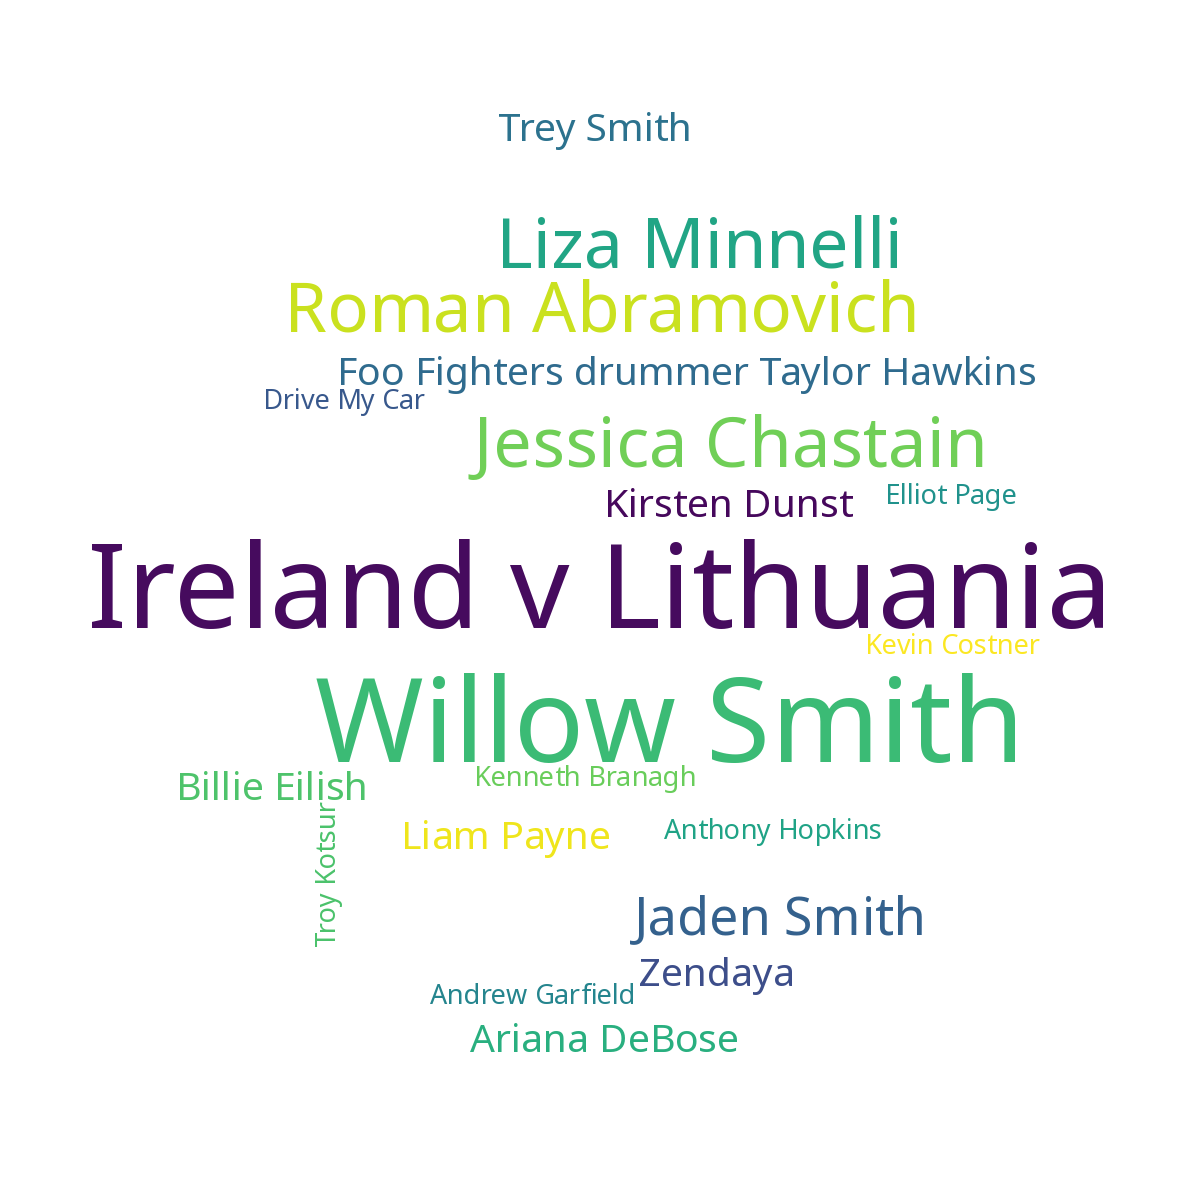 Trey Smith
Liza Minnelli
Roman Abramovich
Foo Fighters drummer Taylor Hawkins
Drive My Car
Jessica Chastain
Kirsten Dunst
Elliot Page
Ireland v Lithuania
Kevin Costner
Willow Smith
Billie Eilish
Kenneth Branagh
Troy Kotsur
Liam Payne
Anthony Hopkins
Jaden Smith
Zendaya
Andrew Garfield
Ariana DeBose